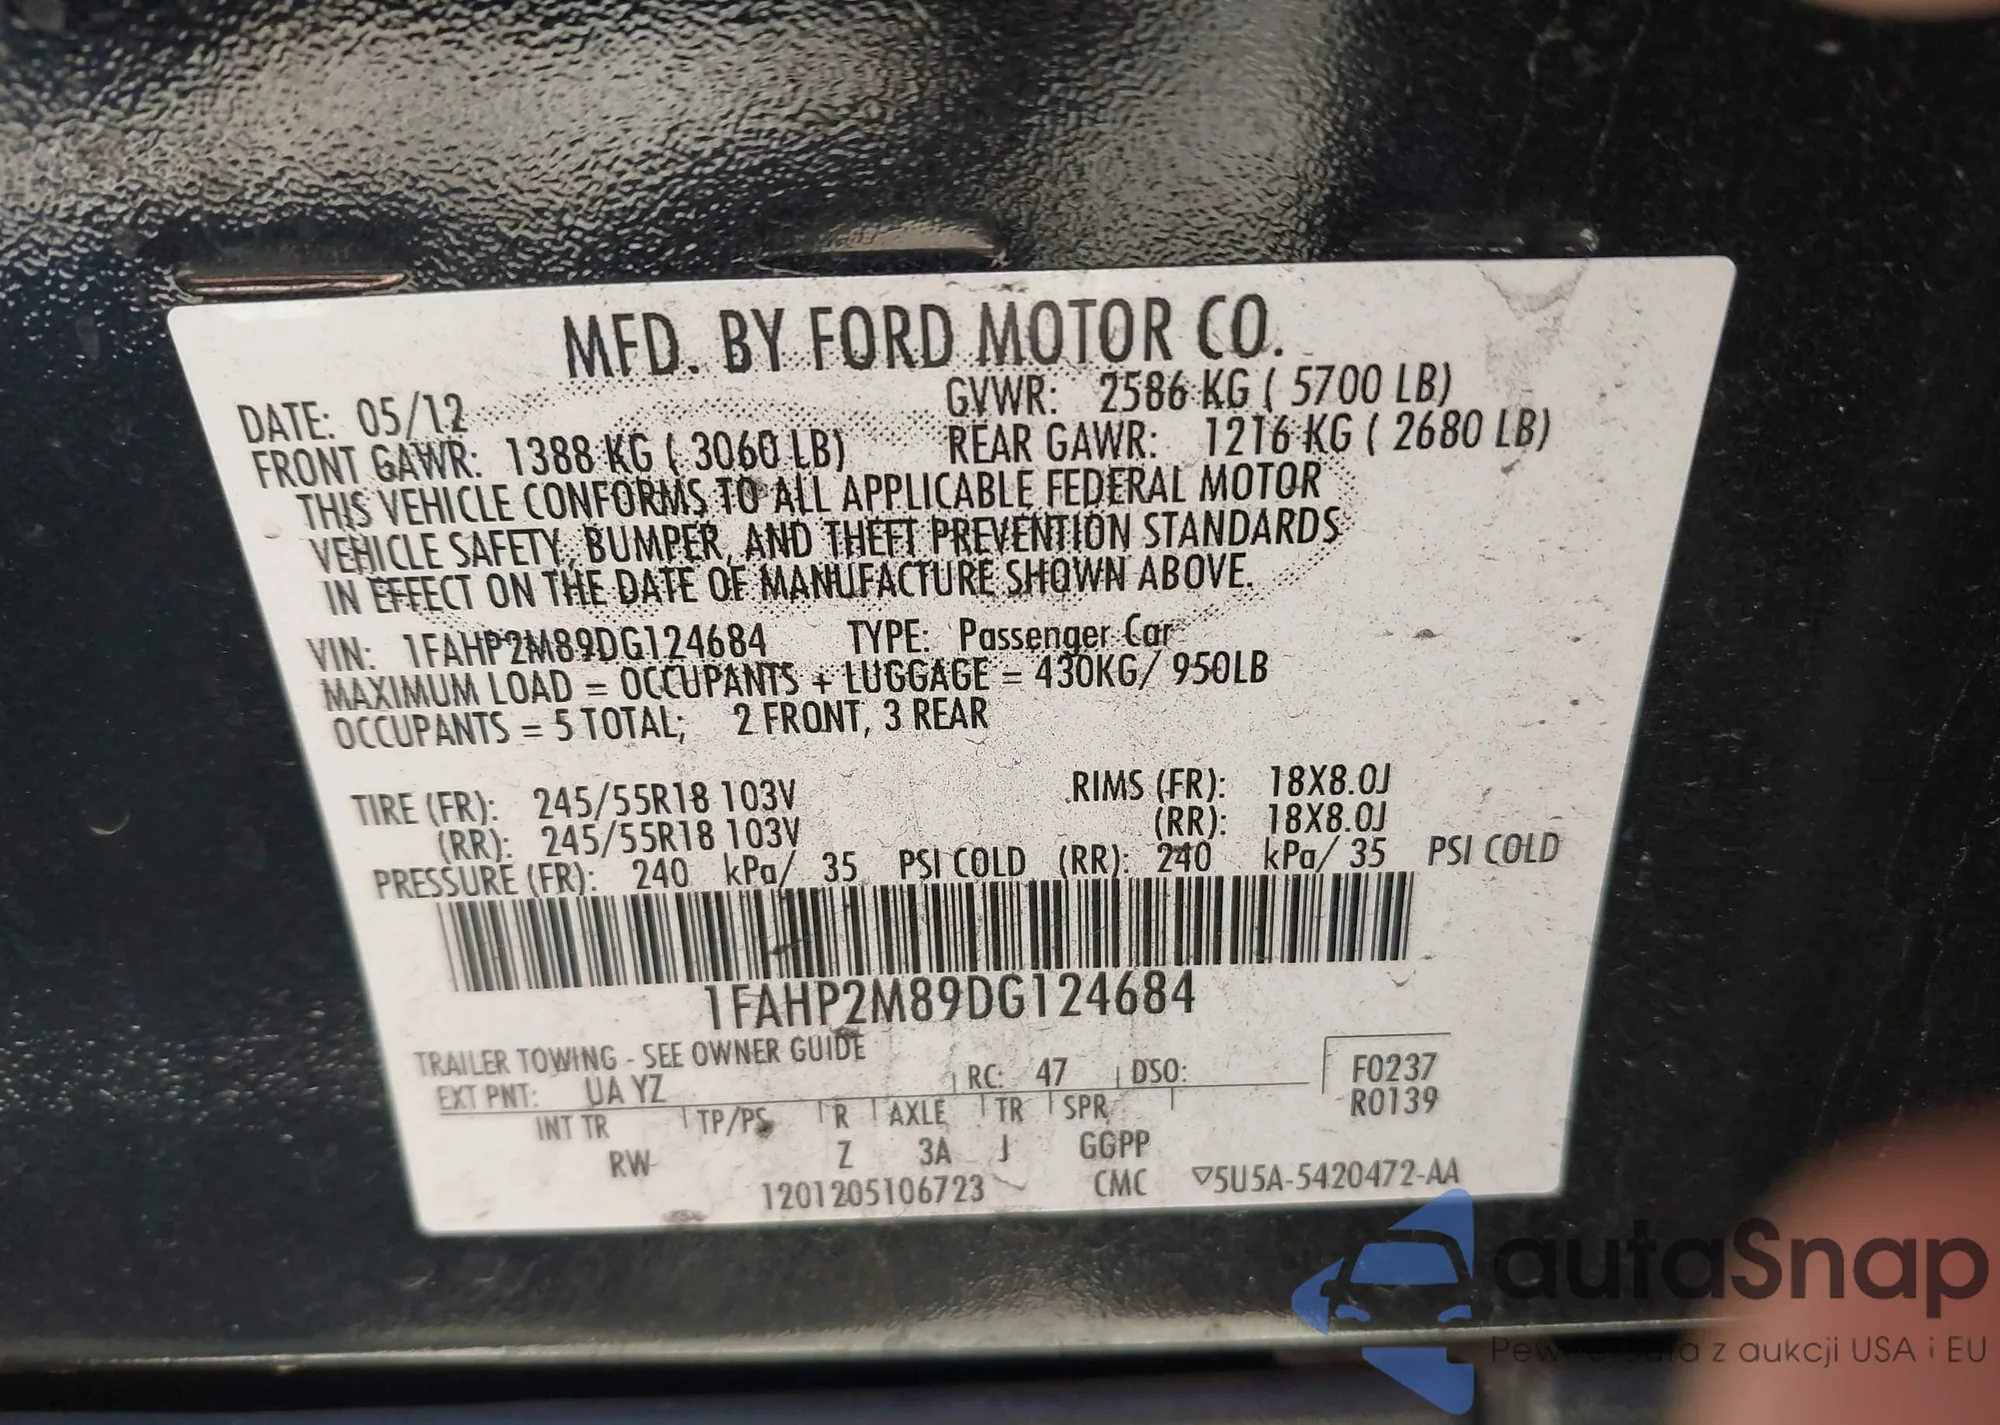 MFD. BY FORD MOTOR CO.
DATE: 05/12 GVWR: 2586 KG ( 5700 LB)
FRONT GAWR: 1388 KG ( 3060 LB) REAR GAWR: 1216 KG ( 2680 LB)
THIS VEHICLE CONFORMS TO ALL APPLICABLE FEDERAL MOTOR
VEHICLE SAFETY, BUMPER, AND THEFT PREVENTION STANDARDS
IN EFFECT ON THE DATE OF MANUFACTURE SHOWN ABOVE.
VIN: 1FAHP2M89DG124684 TYPE: Passenger Car
MAXIMUM LOAD = OCCUPANTS + LUGGAGE = 430KG/ 950LB
OCCUPANTS = 5 TOTAL; 2 FRONT, 3 REAR
TIRE (FR): 245/55R18 103V RIMS (FR): 18X8.0J
(RR): 245/55R18 103V (RR): 18X8.0J
PRESSURE (FR): 240 kPa/ 35 PSI COLD (RR): 240 kPa/ 35 PSI COLD
1FAHP2M89DG124684
TRAILER TOWING - SEE OWNER GUIDE
EXT PNT: UA YZ RC: 47 DSO: F0237
INT TR TP/PS R AXLE TR SPR R0139
RW Z 3A J GGPP
1201205106723 CMC ▽5U5A-5420472-AA
autaSnap
z aukcji USA i EU